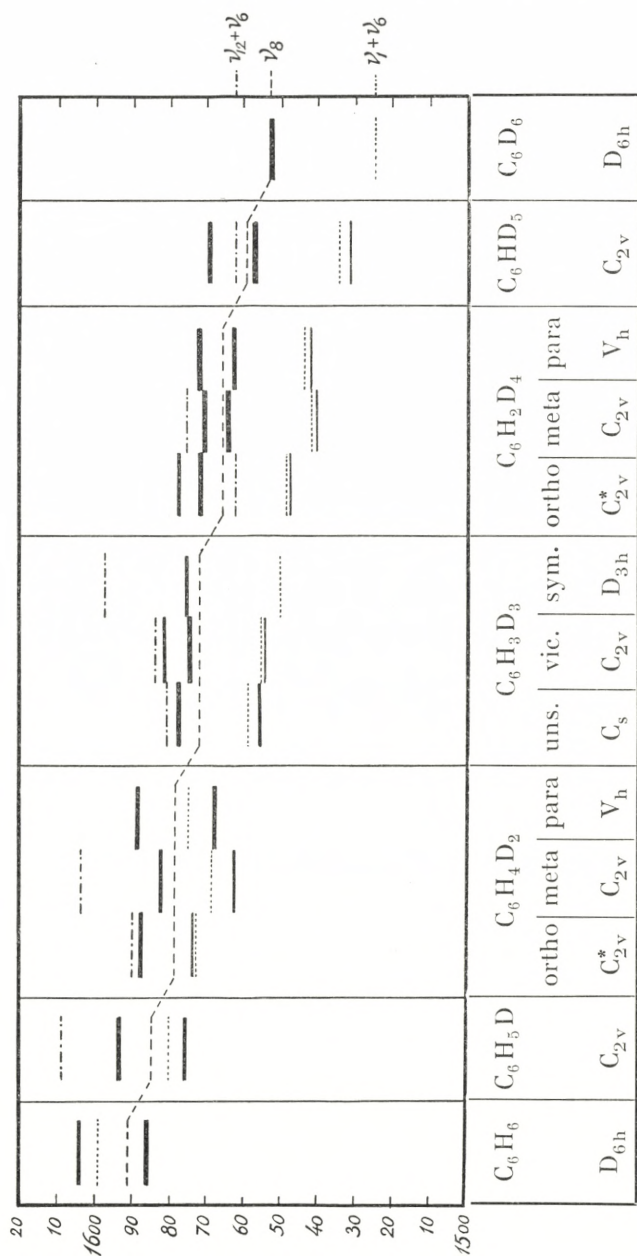 20
10
1600
90
80
70
60
50
40
30
20
10
1500
ν₁₂+ν₆
ν₈
ν₁+ν₆
C₆H₆ C₆H₅D C₆H₄D₂ C₆H₃D₃ C₆H₂D₄ C₆HD₅ C₆D₆
ortho meta para uns. vic. sym. ortho meta para
D₆ₕ C₂ᵥ C*₂ᵥ C₂ᵥ Vₕ Cₛ C₂ᵥ D₃ₕ C*₂ᵥ C₂ᵥ Vₕ C₂ᵥ D₆ₕ